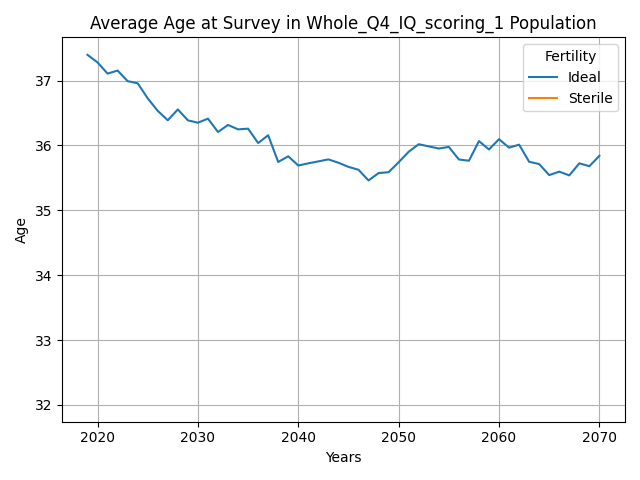 Average Age at Survey in Whole_Q4_IQ_scoring_1 Population
Fertility
Ideal
Sterile
37
36
35
34
33
32
Age
2020 2030 2040 2050 2060 2070
Years